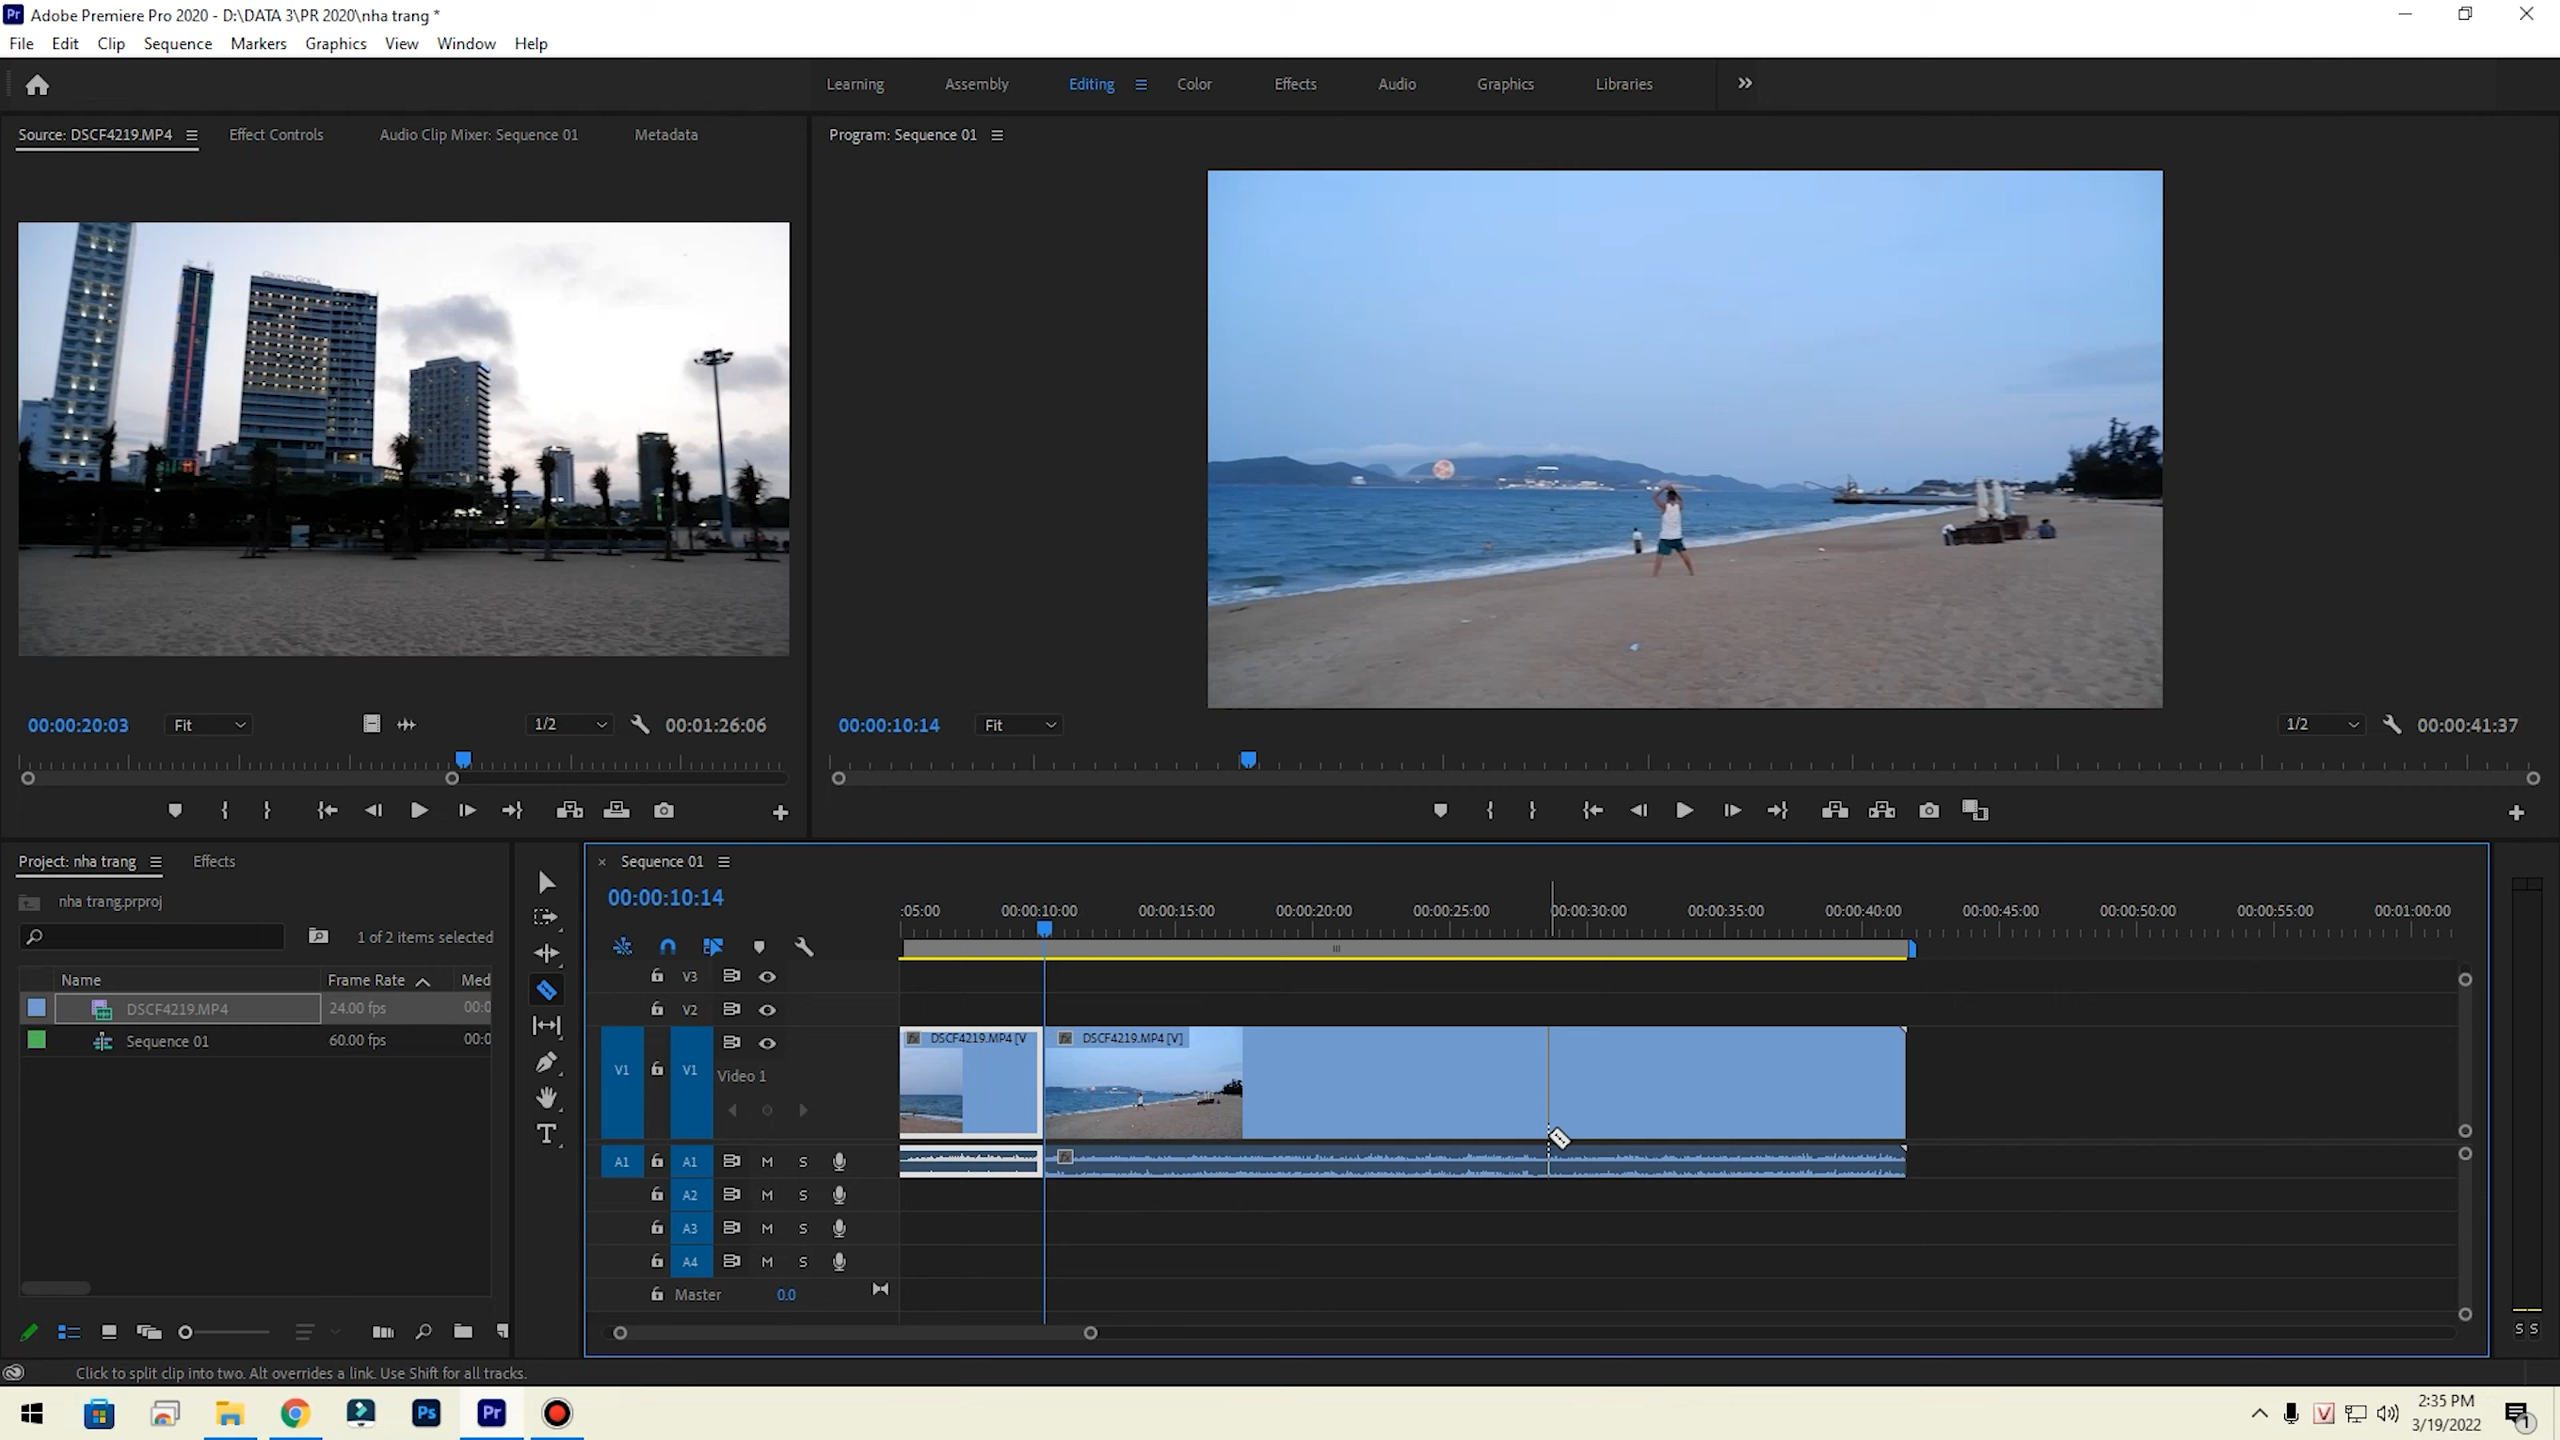 Adobe Premiere Pro 2020 - D:\DATA 3\PR 2020\nha trang *
File Edit Clip Sequence Markers Graphics View Window Help
Learning Assembly Editing Color Effects Audio Graphics Libraries
Source: DSCF4219.MP4 Effect Controls Audio Clip Mixer: Sequence 01 Metadata
Program: Sequence 01
00:00:20:03 Fit 1/2 00:01:26:06
00:00:10:14 Fit 1/2 00:00:41:37
Project: nha trang Effects
nha trang.prproj
1 of 2 items selected
Name Frame Rate Med
DSCF4219.MP4 24.00 fps 00:0
Sequence 01 60.00 fps 00:0
Sequence 01
00:00:10:14
:05:00 00:00:10:00 00:00:15:00 00:00:20:00 00:00:25:00 00:00:30:00 00:00:35:00 00:00:40:00 00:00:45:00 00:00:50:00 00:00:55:00 00:01:00:00
V3
V2
V1 V1 Video 1
DSCF4219.MP4 [V DSCF4219.MP4 [V]
A1 A1 M S
A2 M S
A3 M S
A4 M S
Master 0.0
S S
Click to split clip into two. Alt overrides a link. Use Shift for all tracks.
Ps Pr
V
2:35 PM
3/19/2022
1